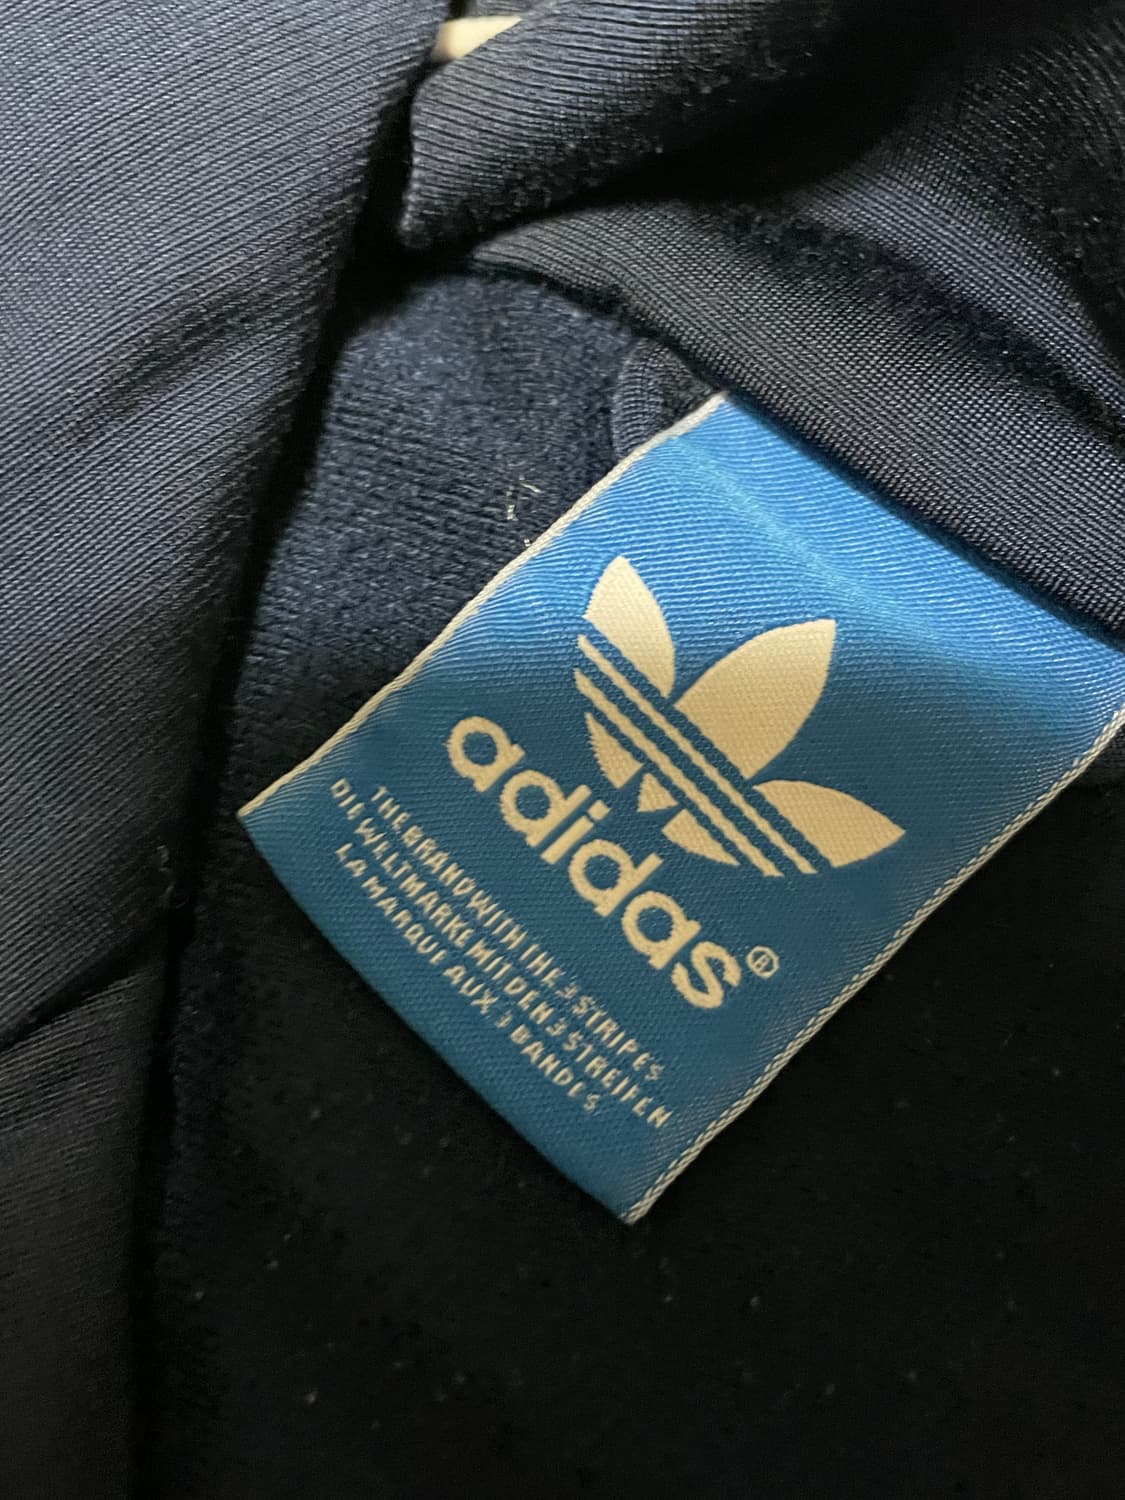 adidas®
THE BRAND WITH THE 3 STRIPES
DIE WELTMARKE MIT DEN 3 STREIFEN
LA MARQUE AUX 3 BANDES